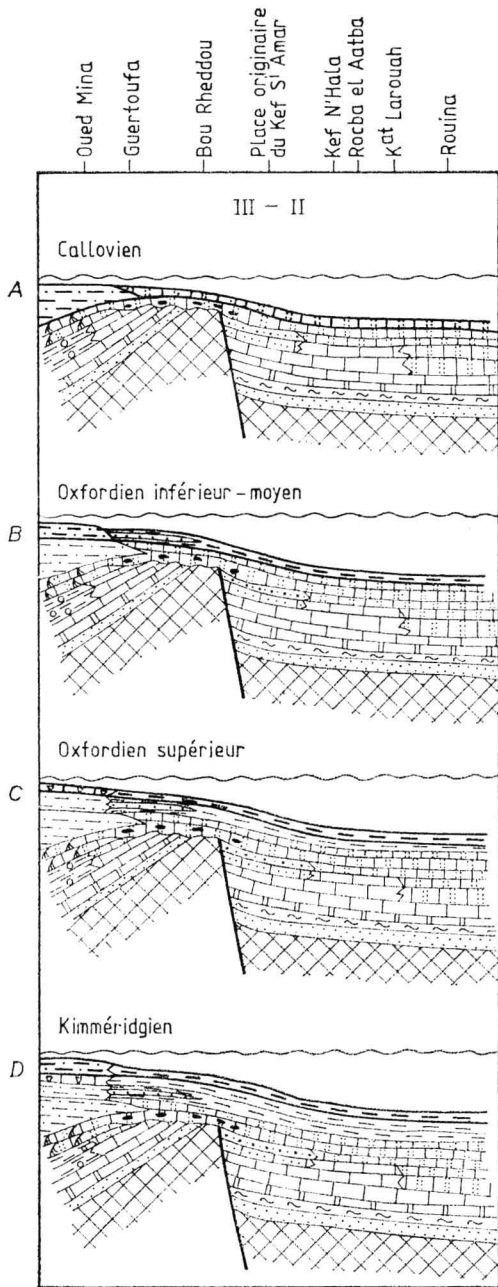 Oued Mina
Guertoufa
Bou Rheddou
Place originaire
du Kef Sⁱ Amar
Kef N'Hala
Rocba el Aatba
Kᵃᵗ Larouah
Rouina
III – II
Callovien
A
Oxfordien inférieur – moyen
B
Oxfordien supérieur
C
Kimméridgien
D